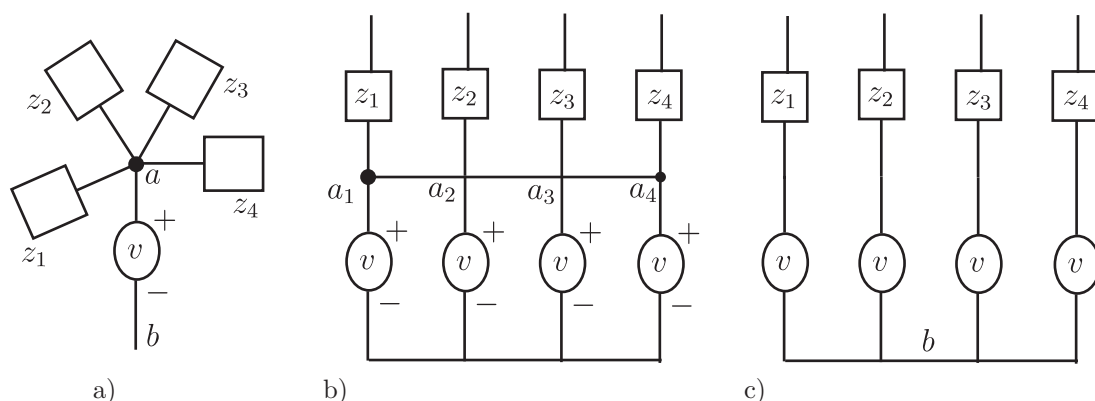 z2 z3
a
z1 z4
+
v
−
b
a)
z1 z2 z3 z4
a1 a2 a3 a4
+ + + +
v v v v
− − − −
b)
z1 z2 z3 z4
v v v v
b
c)